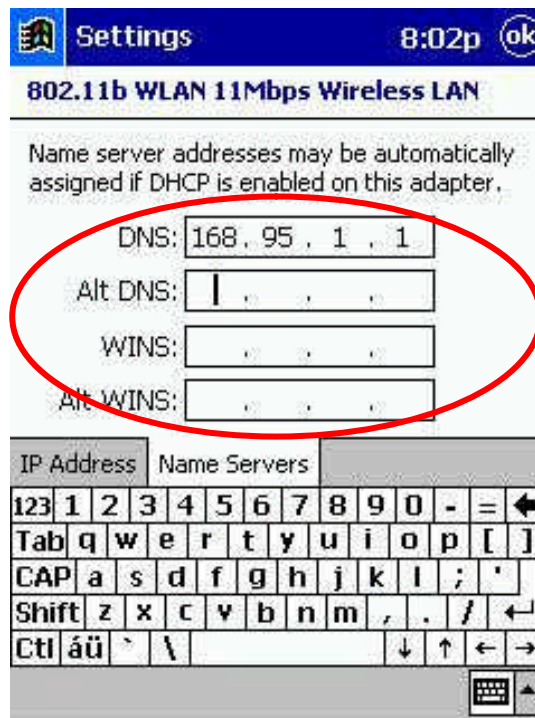 Settings 8:02p ok
802.11b WLAN 11Mbps Wireless LAN
Name server addresses may be automatically
assigned if DHCP is enabled on this adapter.
DNS: 168 . 95 . 1 . 1
Alt DNS: . . .
WINS: . . .
Alt WINS: . . .
IP Address Name Servers
123 1 2 3 4 5 6 7 8 9 0 - = ←
Tab q w e r t y u i o p [ ]
CAP a s d f g h j k l ; '
Shift z x c v b n m , . / ↵
Ctl áü ` \ ↓ ↑ ← →